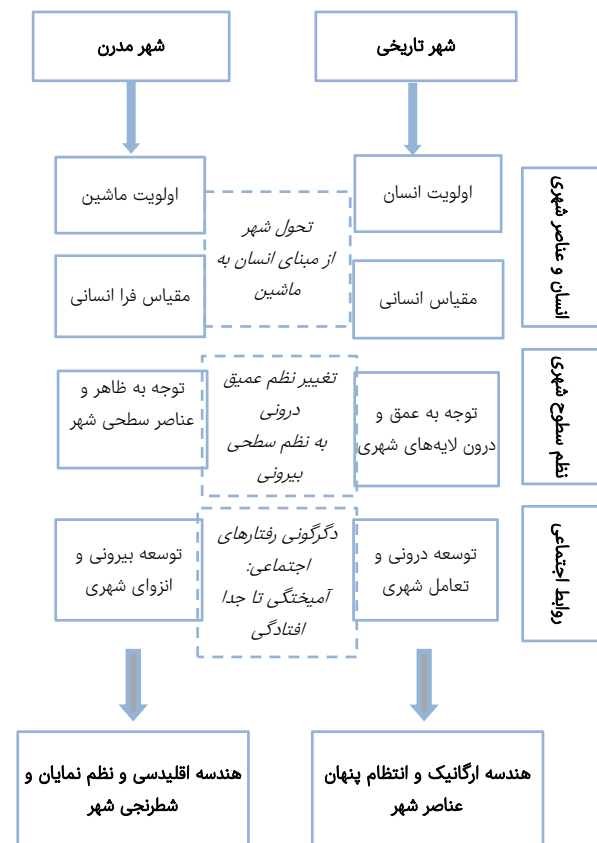 شهر تاریخی
شهر مدرن
انسان و عناصر شهری
اولویت انسان
تحول شهر
از مبنای انسان به
ماشین
اولویت ماشین
مقیاس انسانی
مقیاس فرا انسانی
نظم سطوح شهری
توجه به عمق و
درون لایه‌های شهری
تغییر نظم عمیق
درونی
به نظم سطحی
بیرونی
توجه به ظاهر و
عناصر سطحی شهر
روابط اجتماعی
توسعه درونی و
تعامل شهری
دگرگونی رفتارهای
اجتماعی:
آمیختگی تا جدا
افتادگی
توسعه بیرونی و
انزوای شهری
هندسه ارگانیک و انتظام پنهان
عناصر شهر
هندسه اقلیدسی و نظم نمایان و
شطرنجی شهر